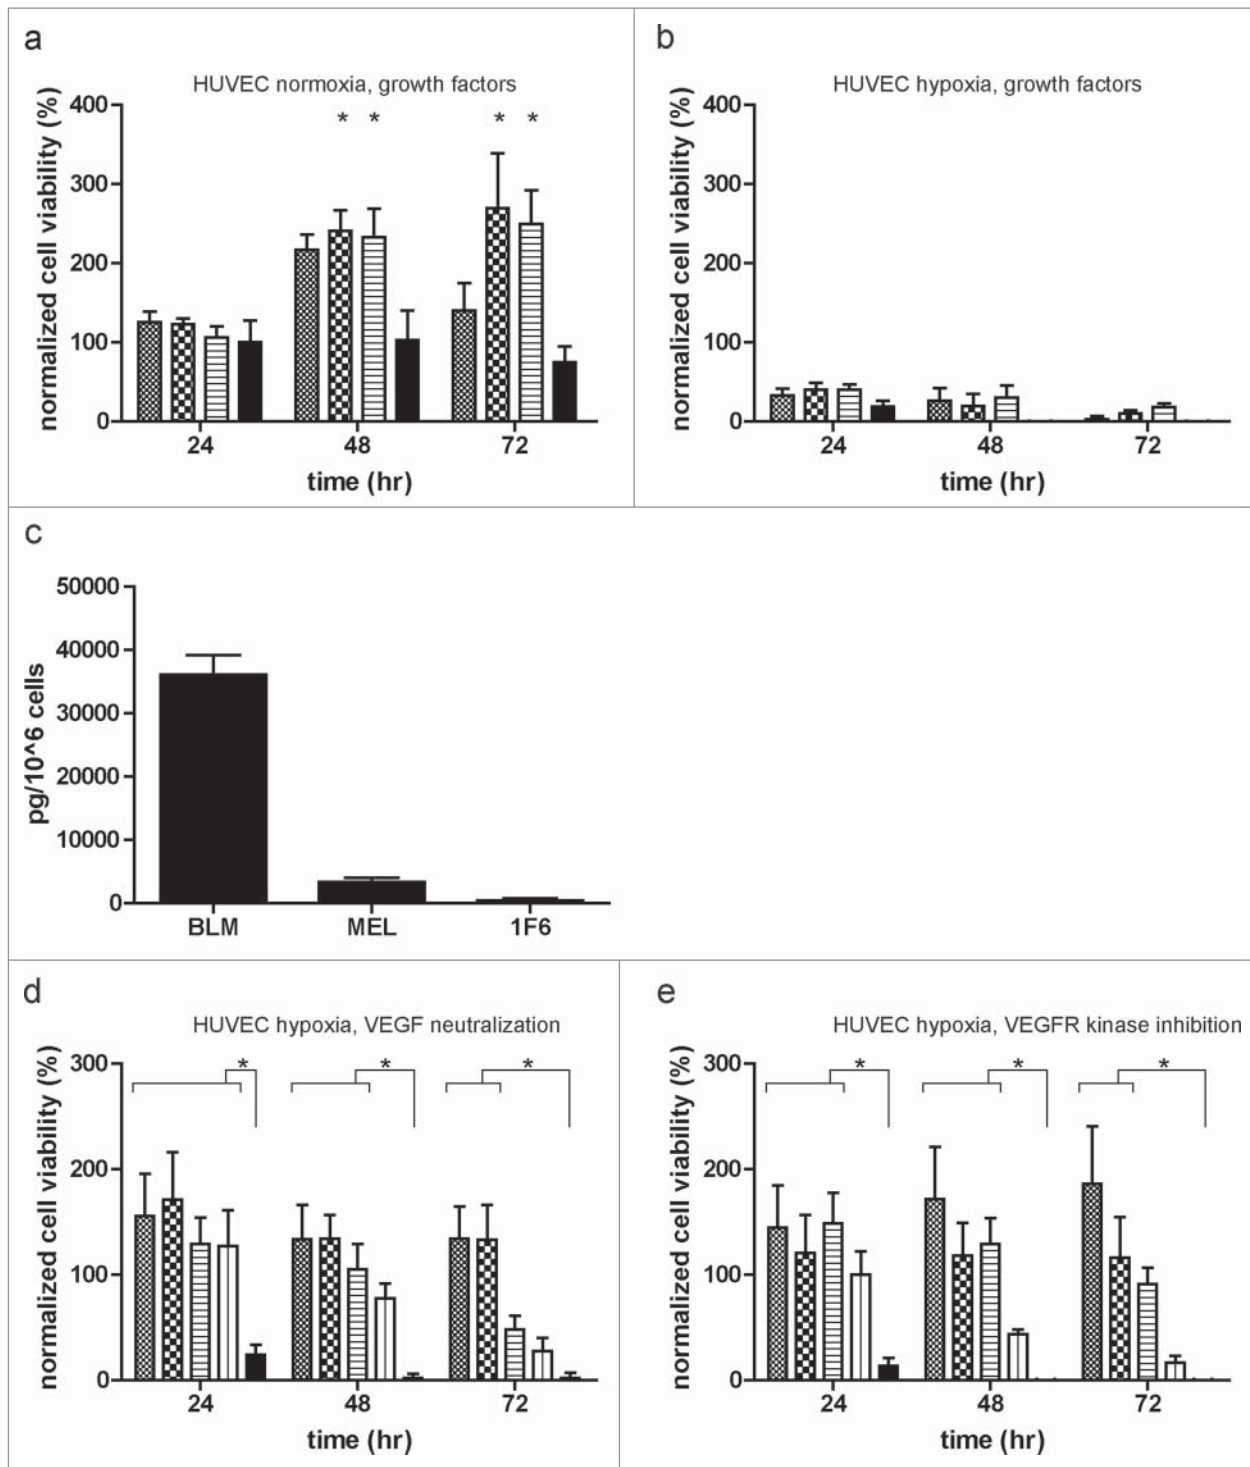 a
HUVEC normoxia, growth factors
normalized cell viability (%)
400
300
200
100
0
* * * *
24 48 72
time (hr)
b
HUVEC hypoxia, growth factors
normalized cell viability (%)
400
300
200
100
0
24 48 72
time (hr)
c
pg/10^6 cells
50000
40000
30000
20000
10000
0
BLM MEL 1F6
d
HUVEC hypoxia, VEGF neutralization
normalized cell viability (%)
300
200
100
0
* * *
24 48 72
time (hr)
e
HUVEC hypoxia, VEGFR kinase inhibition
normalized cell viability (%)
300
200
100
0
* * *
24 48 72
time (hr)